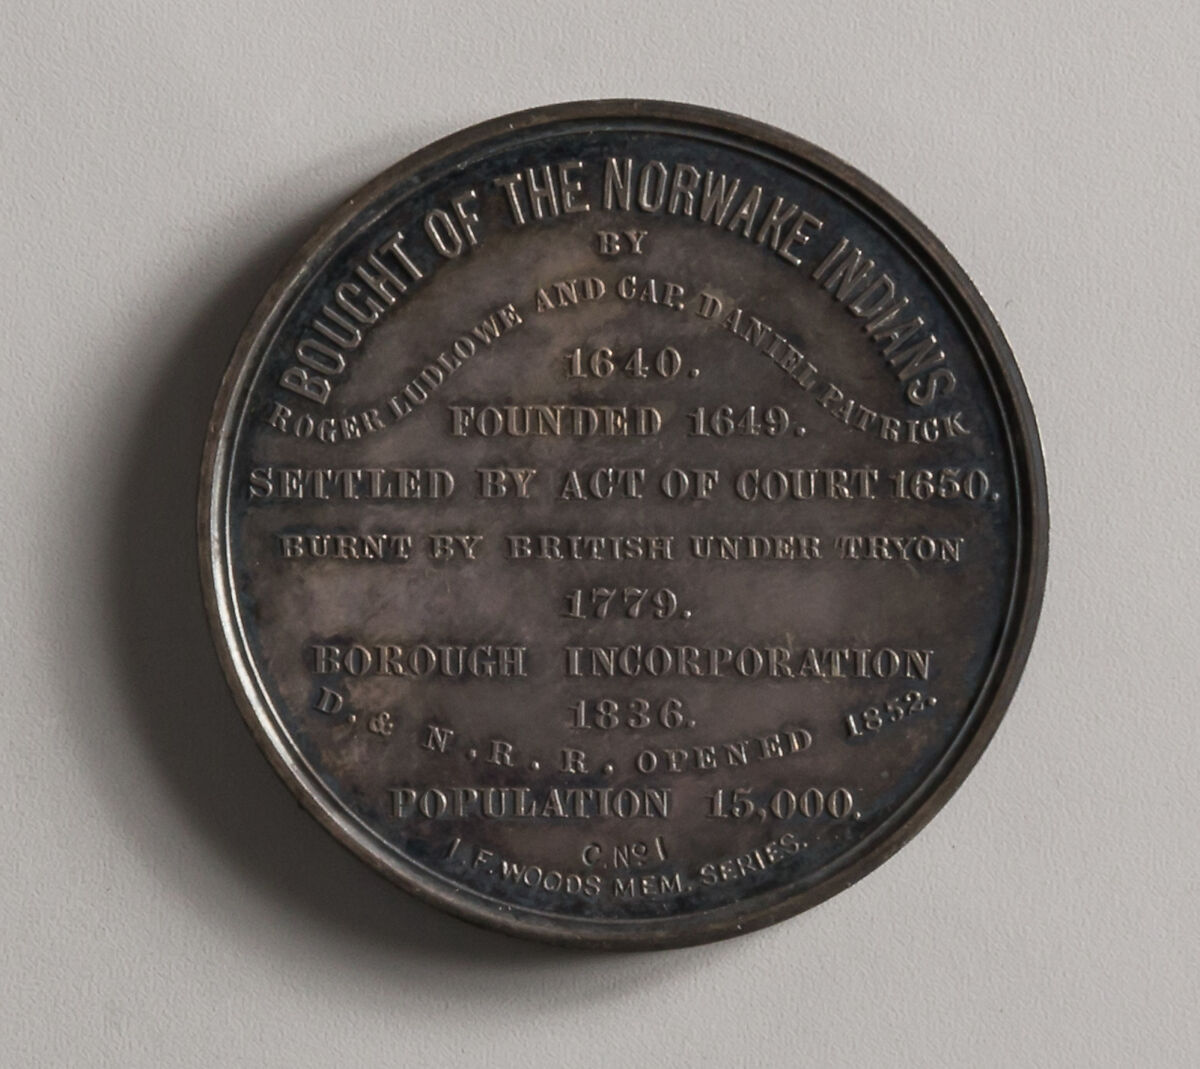 BOUGHT OF THE NORWAKE INDIANS
BY
ROGER LUDLOWE AND CAP. DANIEL PATRICK
1640.
FOUNDED 1649.
SETTLED BY ACT OF COURT 1650.
BURNT BY BRITISH UNDER TRYON
1779.
BOROUGH INCORPORATION
1836.
D. & N. R. R. OPENED 1852.
POPULATION 15,000.
C. No 1
I. F. WOODS MEM. SERIES.